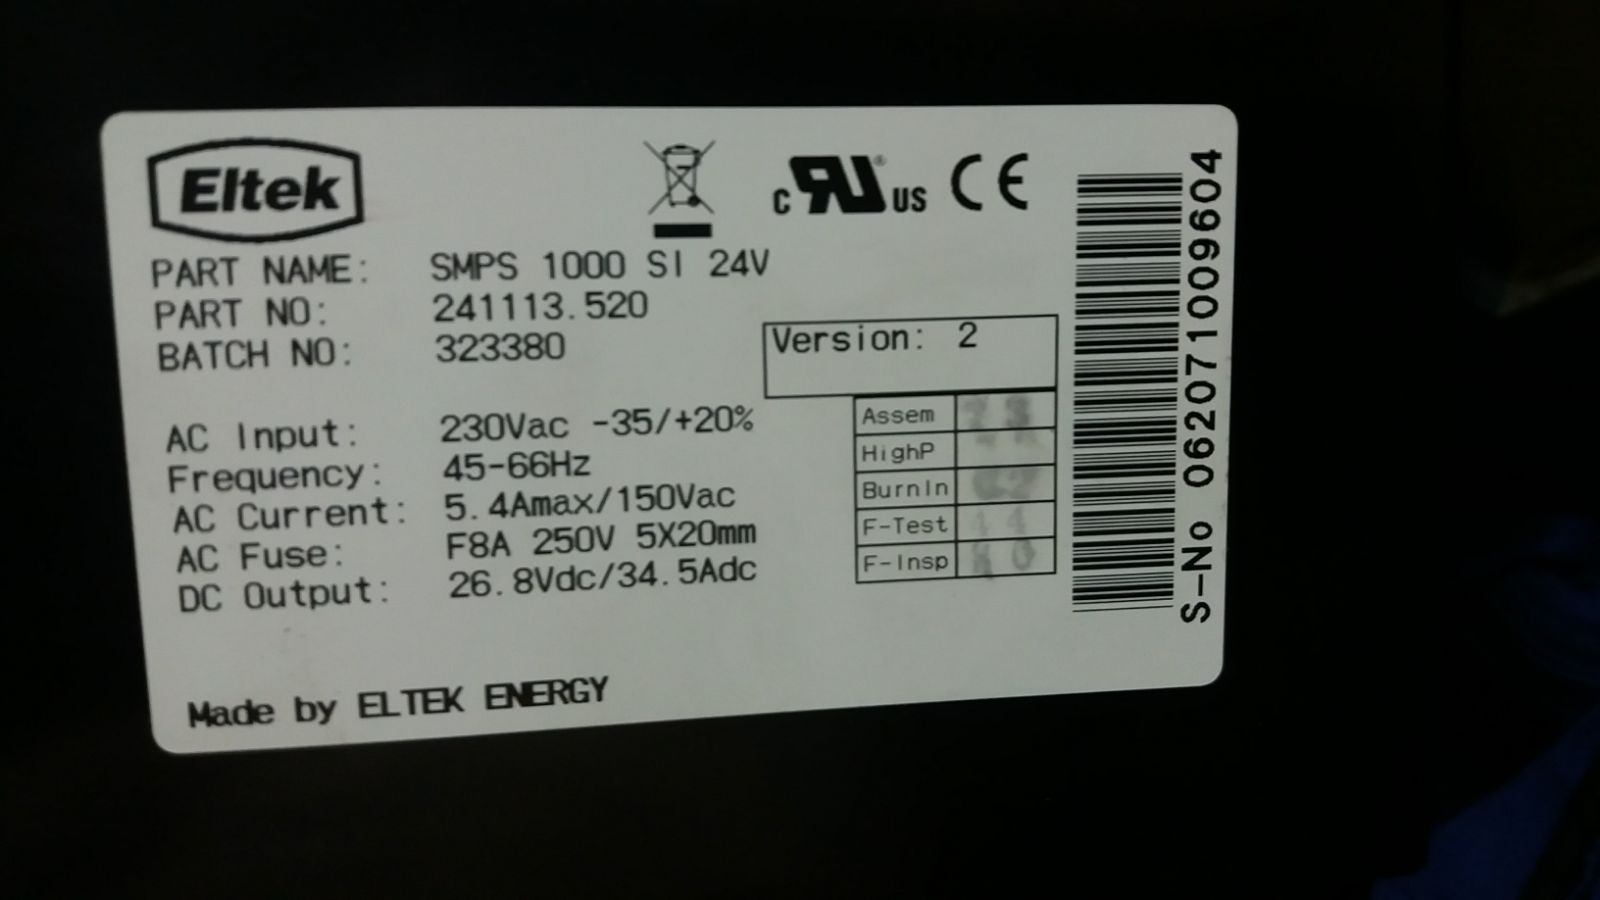 Eltek
c RU® US CE
PART NAME: SMPS 1000 SI 24V
PART NO: 241113.520
BATCH NO: 323380
Version: 2
AC Input: 230Vac -35/+20%
Frequency: 45-66Hz
AC Current: 5.4Amax/150Vac
AC Fuse: F8A 250V 5X20mm
DC Output: 26.8Vdc/34.5Adc
Assem
HighP
BurnIn
F-Test
F-Insp
Made by ELTEK ENERGY
S-No 062071009604